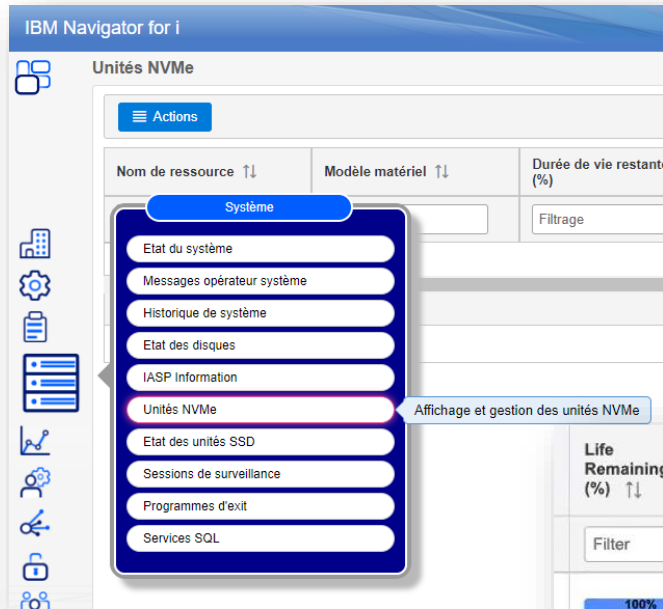 IBM Navigator for i
Unités NVMe
Actions
Nom de ressource
Modèle matériel
Durée de vie restante
(%)
Filtrage
Système
Etat du système
Messages opérateur système
Historique de système
Etat des disques
IASP Information
Unités NVMe
Affichage et gestion des unités NVMe
Etat des unités SSD
Sessions de surveillance
Programmes d'exit
Services SQL
Life
Remaining
(%)
Filter
100%